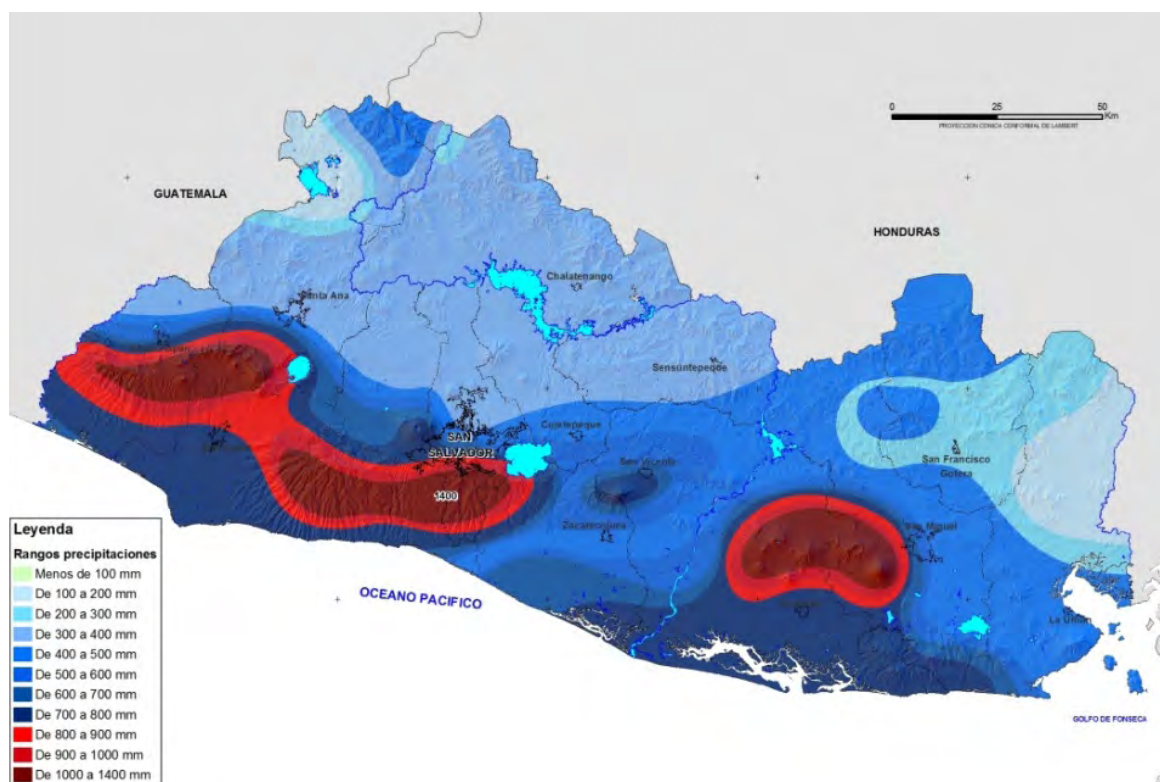 0 25 50
Km
PROYECCION CONICA CONFORMAL DE LAMBERT
GUATEMALA
HONDURAS
Chalatenango
Santa Ana
Sensuntepeque
SAN
SALVADOR
Cojutepeque
San Vicente
San Francisco
Gotera
1400
Zacatecoluca
San Miguel
OCEANO PACIFICO
La Union
GOLFO DE FONSECA
Leyenda
Rangos precipitaciones
Menos de 100 mm
De 100 a 200 mm
De 200 a 300 mm
De 300 a 400 mm
De 400 a 500 mm
De 500 a 600 mm
De 600 a 700 mm
De 700 a 800 mm
De 800 a 900 mm
De 900 a 1000 mm
De 1000 a 1400 mm